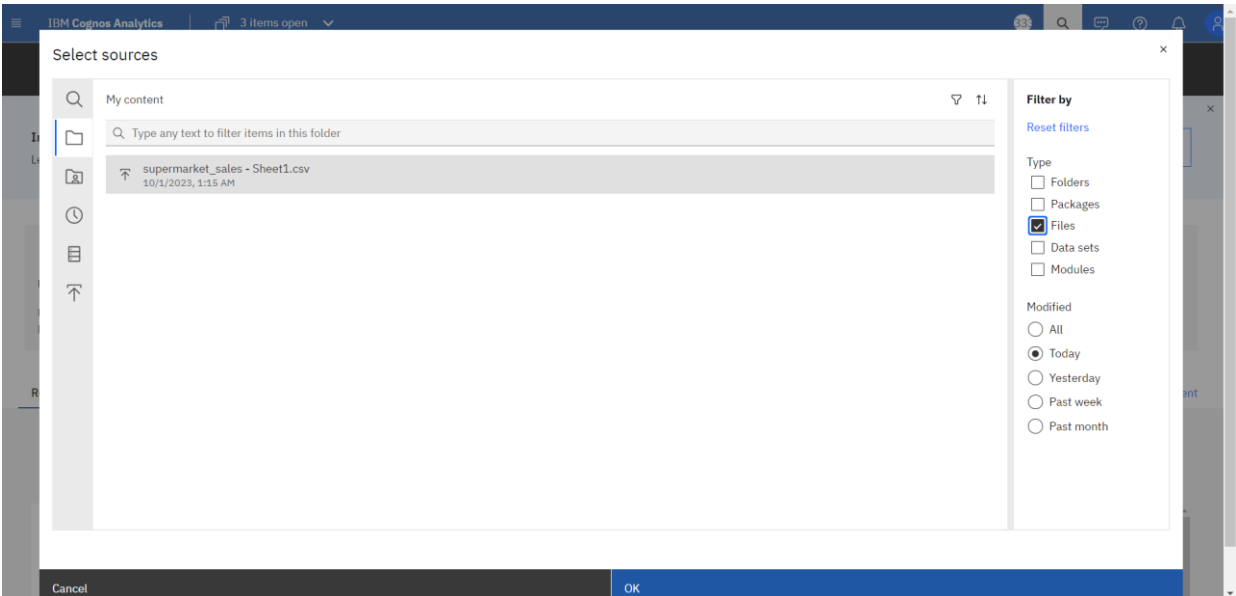 IBM Cognos Analytics
3 items open
Select sources
My content
Type any text to filter items in this folder
supermarket_sales - Sheet1.csv
10/1/2023, 1:15 AM
Filter by
Reset filters
Type
Folders
Packages
Files
Data sets
Modules
Modified
All
Today
Yesterday
Past week
Past month
Cancel
OK